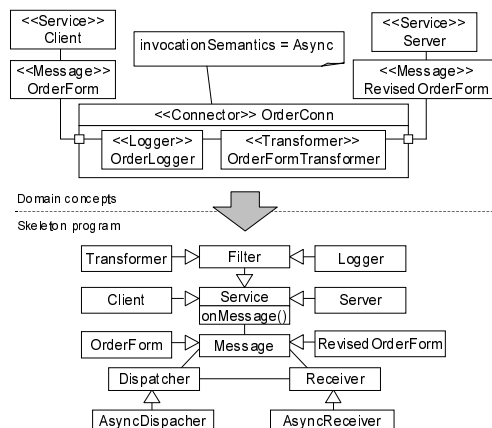 <<Service>>
Client
<<Service>>
Server
invocationSemantics = Async
<<Message>>
OrderForm
<<Message>>
Revised OrderForm
<<Connector>> OrderConn
<<Logger>>
OrderLogger
<<Transformer>>
OrderFormTransformer
Domain concepts
Skeleton program
Transformer
Filter
Logger
Client
Service
onMessage()
Server
OrderForm
Message
Revised OrderForm
Dispatcher
Receiver
AsyncDispacher
AsyncReceiver